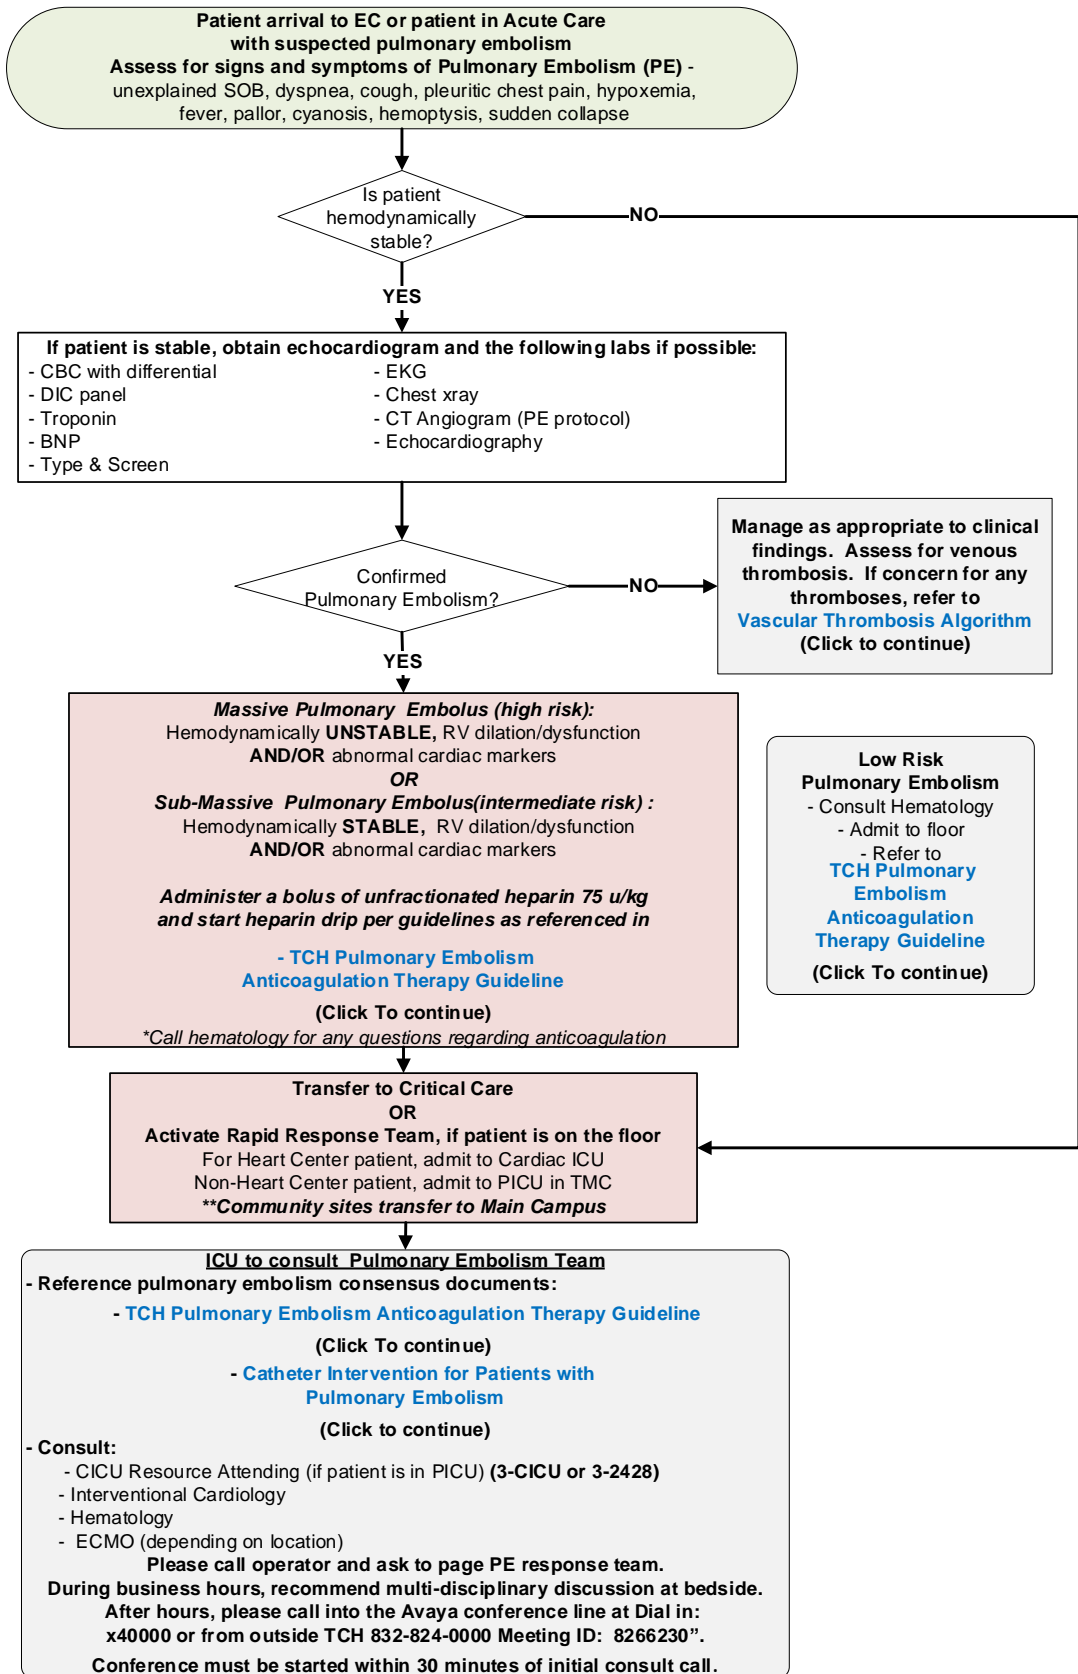 Patient arrival to EC or patient in Acute Care
with suspected pulmonary embolism
Assess for signs and symptoms of Pulmonary Embolism (PE) -
unexplained SOB, dyspnea, cough, pleuritic chest pain, hypoxemia,
fever, pallor, cyanosis, hemoptysis, sudden collapse
Is patient
hemodynamically
stable?
NO
YES
If patient is stable, obtain echocardiogram and the following labs if possible:
- CBC with differential
- DIC panel
- Troponin
- BNP
- Type & Screen
- EKG
- Chest xray
- CT Angiogram (PE protocol)
- Echocardiography
Confirmed
Pulmonary Embolism?
NO
Manage as appropriate to clinical
findings. Assess for venous
thrombosis. If concern for any
thromboses, refer to
Vascular Thrombosis Algorithm
(Click to continue)
YES
Massive Pulmonary Embolus (high risk):
Hemodynamically UNSTABLE, RV dilation/dysfunction
AND/OR abnormal cardiac markers
OR
Sub-Massive Pulmonary Embolus(intermediate risk) :
Hemodynamically STABLE, RV dilation/dysfunction
AND/OR abnormal cardiac markers
Administer a bolus of unfractionated heparin 75 u/kg
and start heparin drip per guidelines as referenced in
- TCH Pulmonary Embolism
Anticoagulation Therapy Guideline
(Click To continue)
*Call hematology for any questions regarding anticoagulation
Low Risk
Pulmonary Embolism
- Consult Hematology
- Admit to floor
- Refer to
TCH Pulmonary
Embolism
Anticoagulation
Therapy Guideline
(Click To continue)
Transfer to Critical Care
OR
Activate Rapid Response Team, if patient is on the floor
For Heart Center patient, admit to Cardiac ICU
Non-Heart Center patient, admit to PICU in TMC
**Community sites transfer to Main Campus
ICU to consult Pulmonary Embolism Team
- Reference pulmonary embolism consensus documents:
- TCH Pulmonary Embolism Anticoagulation Therapy Guideline
(Click To continue)
- Catheter Intervention for Patients with
Pulmonary Embolism
(Click to continue)
- Consult:
- CICU Resource Attending (if patient is in PICU) (3-CICU or 3-2428)
- Interventional Cardiology
- Hematology
- ECMO (depending on location)
Please call operator and ask to page PE response team.
During business hours, recommend multi-disciplinary discussion at bedside.
After hours, please call into the Avaya conference line at Dial in:
x40000 or from outside TCH 832-824-0000 Meeting ID: 8266230”.
Conference must be started within 30 minutes of initial consult call.